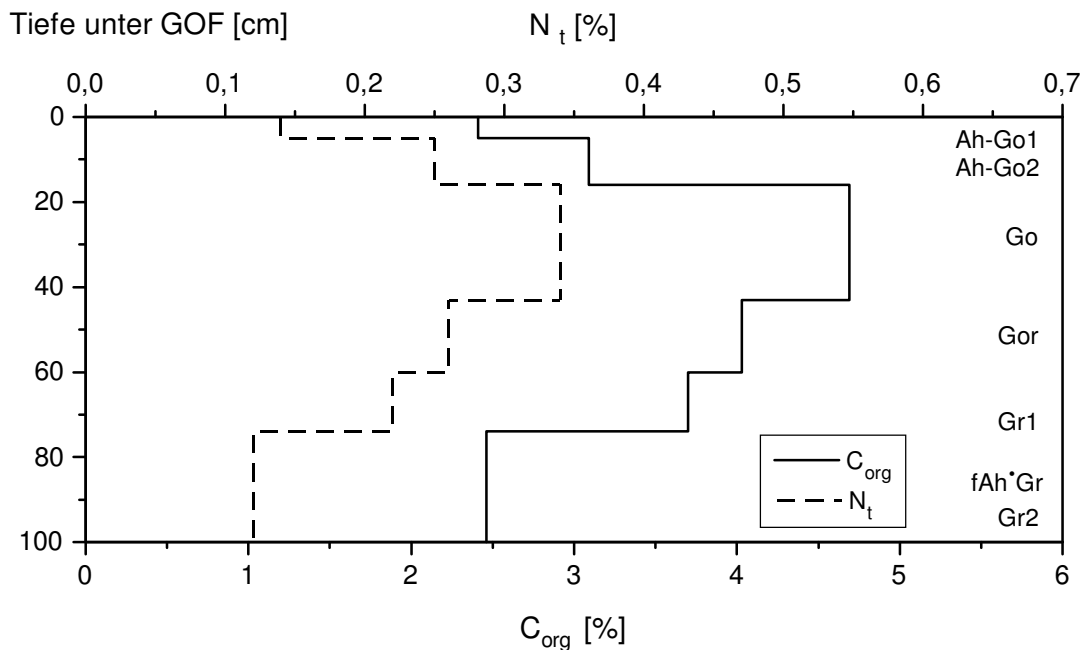 Tiefe unter GOF [cm] N t [%]
0,0 0,1 0,2 0,3 0,4 0,5 0,6 0,7
0
20
40
60
80
100
Ah-Go1
Ah-Go2
Go
Gor
Gr1
fAh•Gr
Gr2
C org
N t
0 1 2 3 4 5 6
C org [%]